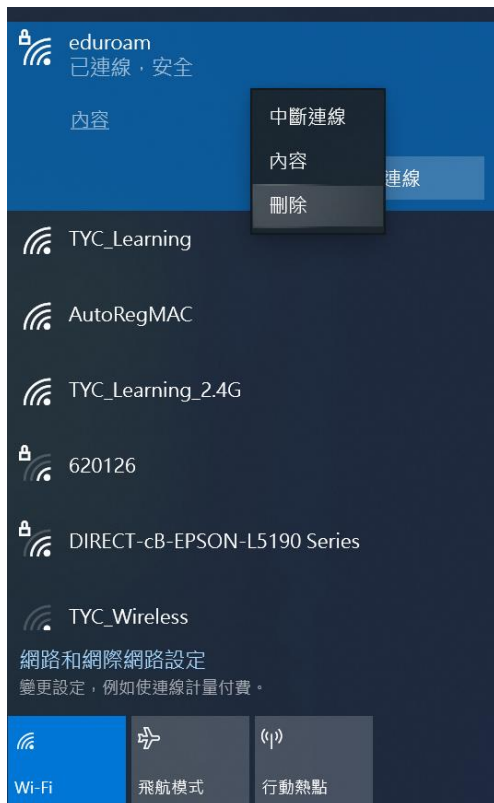 eduroam
已連線，安全
內容
中斷連線
內容
刪除
連線
TYC_Learning
AutoRegMAC
TYC_Learning_2.4G
620126
DIRECT-cB-EPSON-L5190 Series
TYC_Wireless
網路和網際網路設定
變更設定，例如使連線計量付費。
Wi-Fi
飛航模式
行動熱點